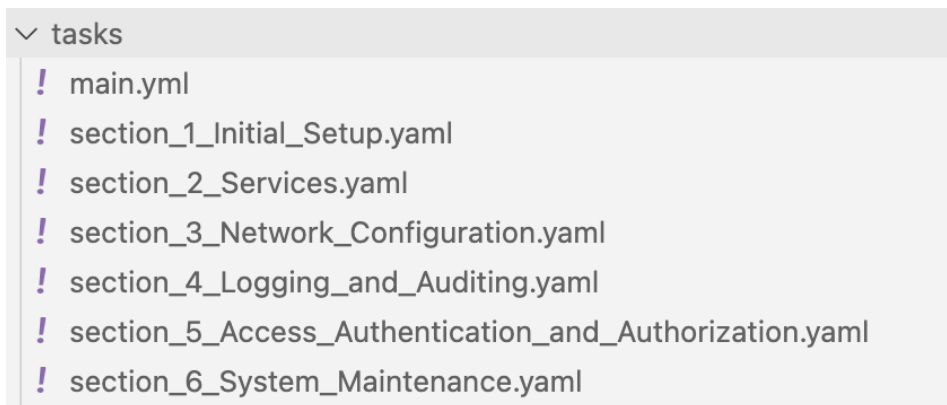 tasks
! main.yml
! section_1_Initial_Setup.yaml
! section_2_Services.yaml
! section_3_Network_Configuration.yaml
! section_4_Logging_and_Auditing.yaml
! section_5_Access_Authentication_and_Authorization.yaml
! section_6_System_Maintenance.yaml